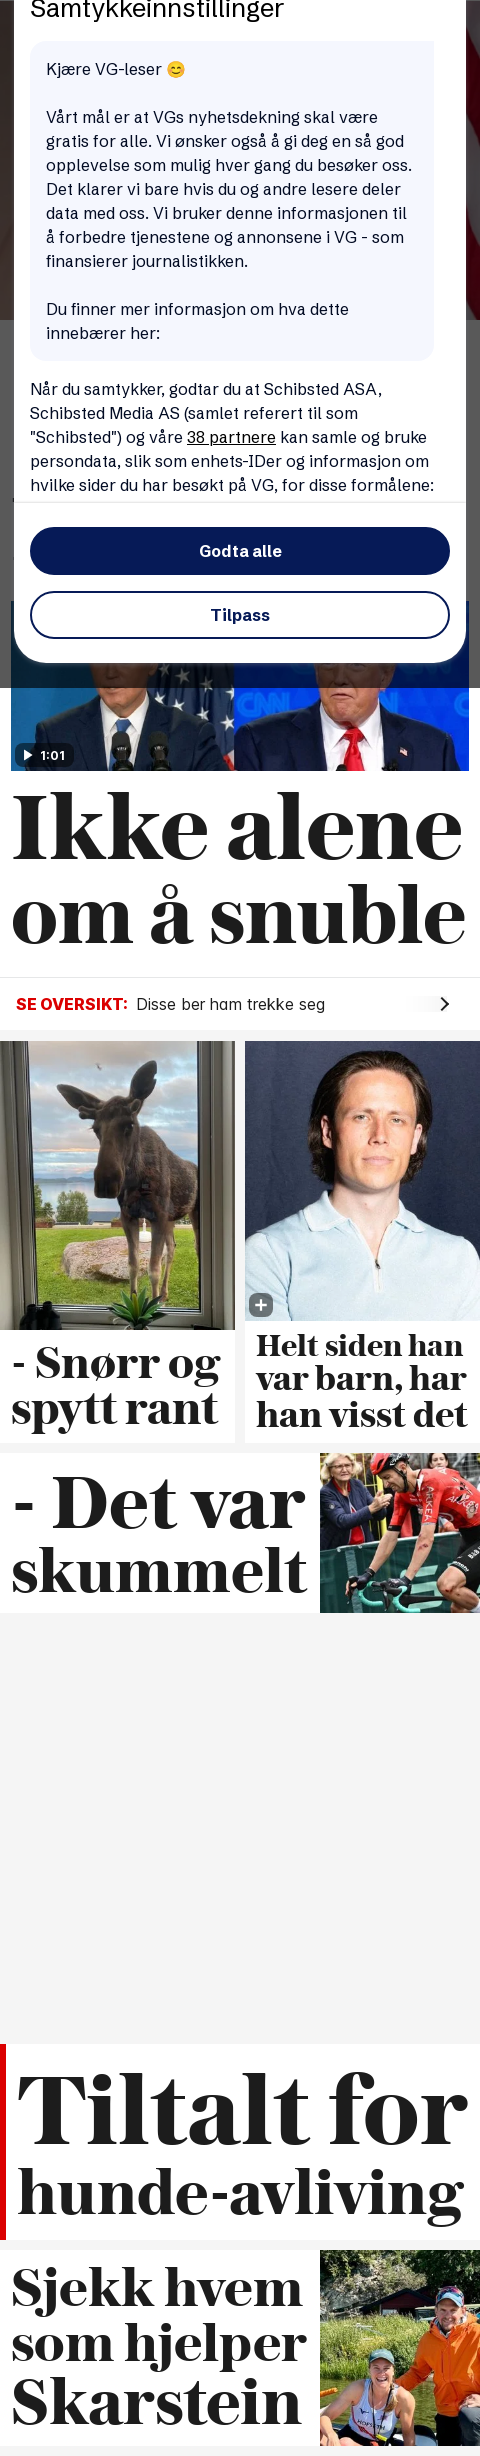 Samtykkeinnstillinger
Kjære VG-leser 😊
Vårt mål er at VGs nyhetsdekning skal være
gratis for alle. Vi ønsker også å gi deg en så god
opplevelse som mulig hver gang du besøker oss.
Det klarer vi bare hvis du og andre lesere deler
data med oss. Vi bruker denne informasjonen til
å forbedre tjenestene og annonsene i VG - som
finansierer journalistikken.
Du finner mer informasjon om hva dette
innebærer her:
Når du samtykker, godtar du at Schibsted ASA,
Schibsted Media AS (samlet referert til som
"Schibsted") og våre 38 partnere kan samle og bruke
persondata, slik som enhets-IDer og informasjon om
hvilke sider du har besøkt på VG, for disse formålene:
Godta alle
Tilpass
CNN
1:01
Ikke alene
om å snuble
SE OVERSIKT: Disse ber ham trekke seg
- Snørr og
spytt rant
Helt siden han
var barn, har
han visst det
- Det var
skummelt
Tiltalt for
hunde-avliving
Sjekk hvem
som hjelper
Skarstein